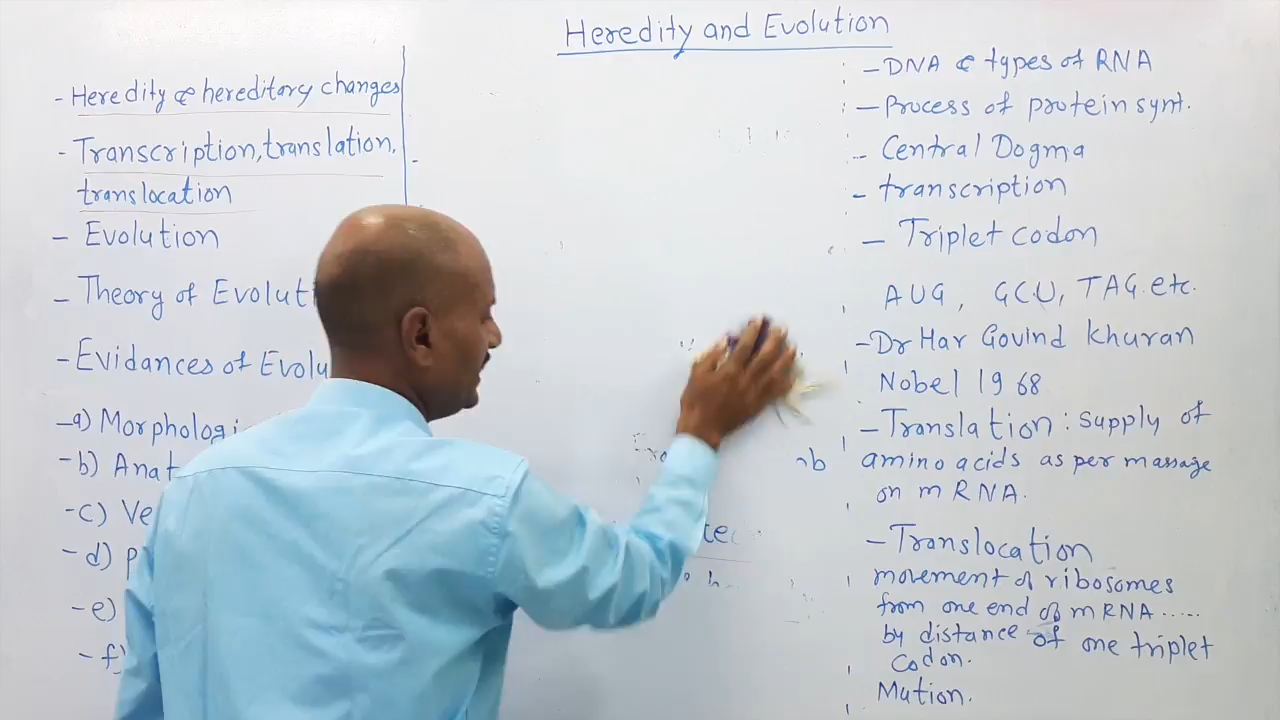 Heredity and Evolution
- Heredity & hereditary changes
- Transcription, translation,
translocation
- Evolution
- Theory of Evoluti
- Evidances of Evolu
-a) Morphologi
-b) Anat
-c) Ve
-d) P
-e)
-f)
- DNA & types of RNA
- Process of protein synt.
- Central Dogma
- transcription
- Triplet codon
AUG, GCU, TAG. etc.
- Dr Har Govind Khuran
Nobel 1968
- Translation: supply of
amino acids as per massage
on mRNA.
- Translocation
movement of ribosomes
from one end of mRNA.....
by distance of one triplet
codon.
Mution.